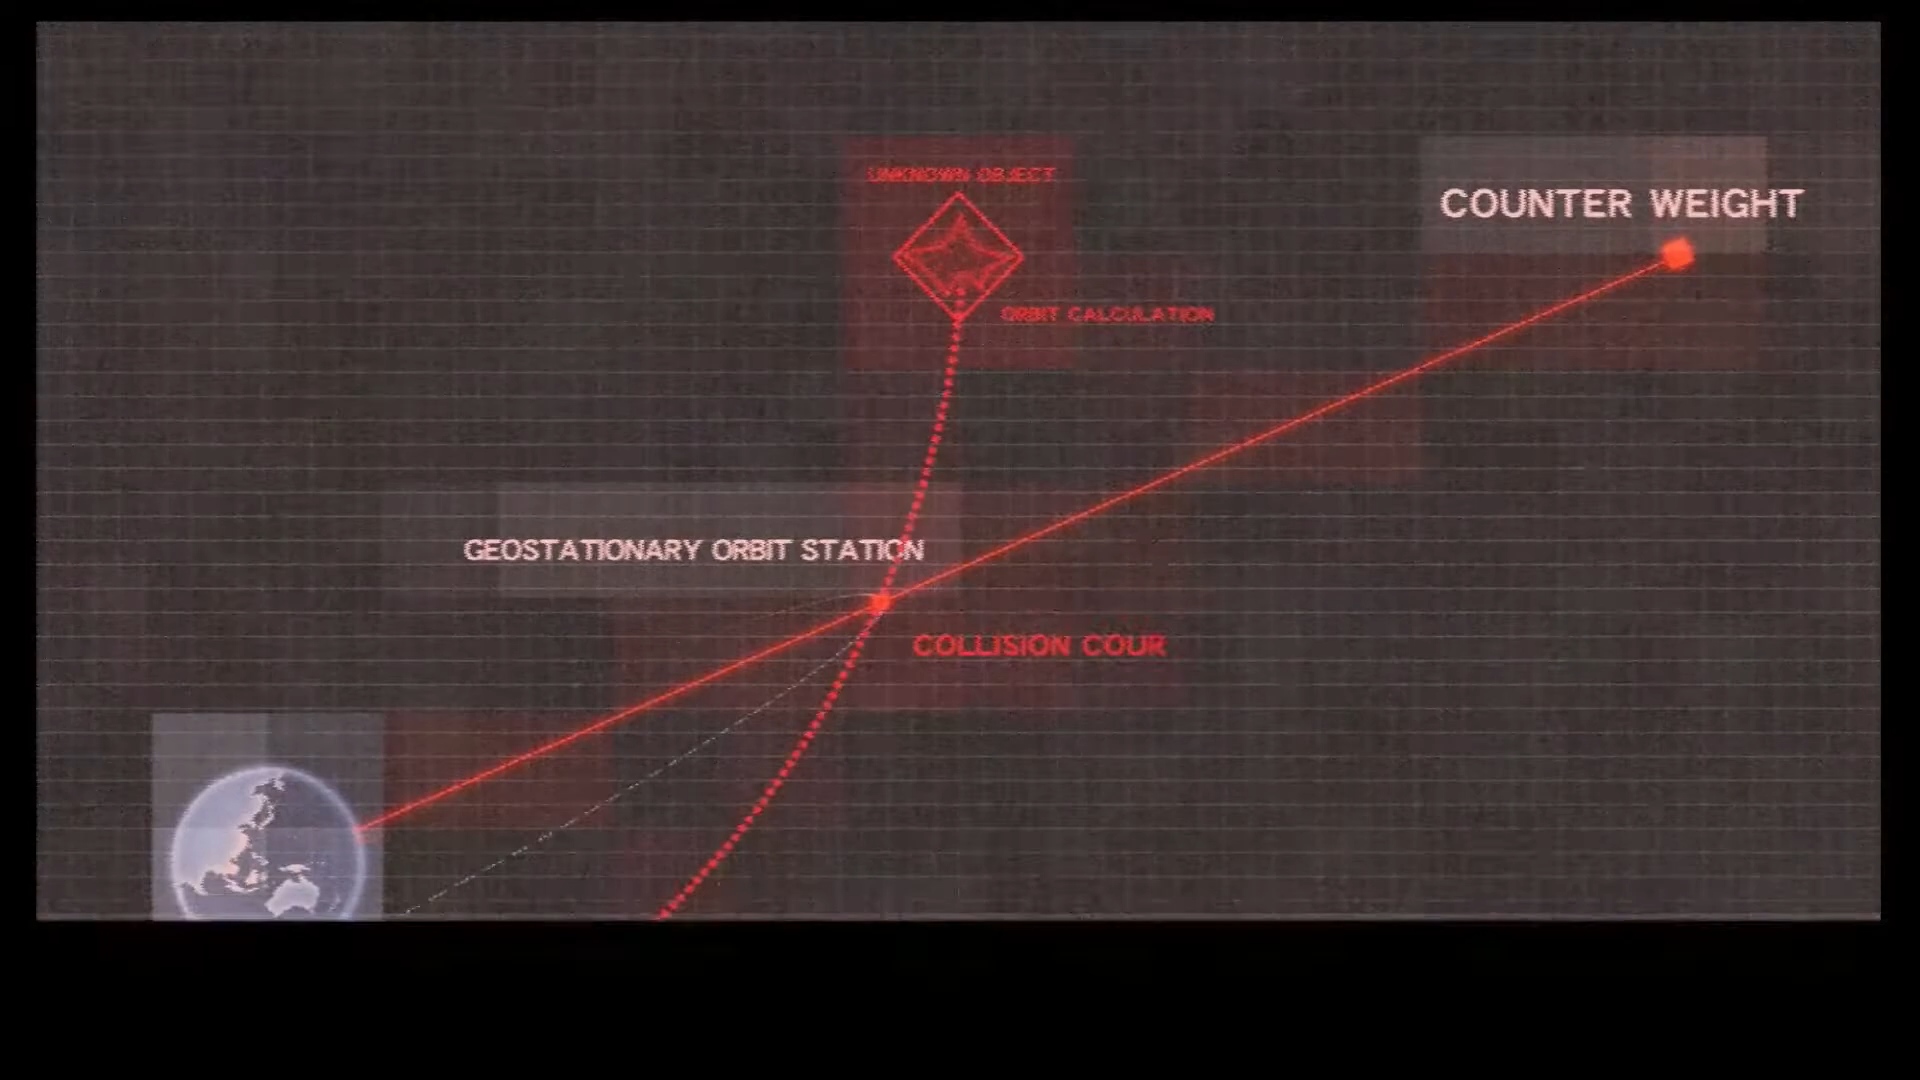 UNKNOWN OBJECT
COUNTER WEIGHT
ORBIT CALCULATION
GEOSTATIONARY ORBIT STATION
COLLISION COUR